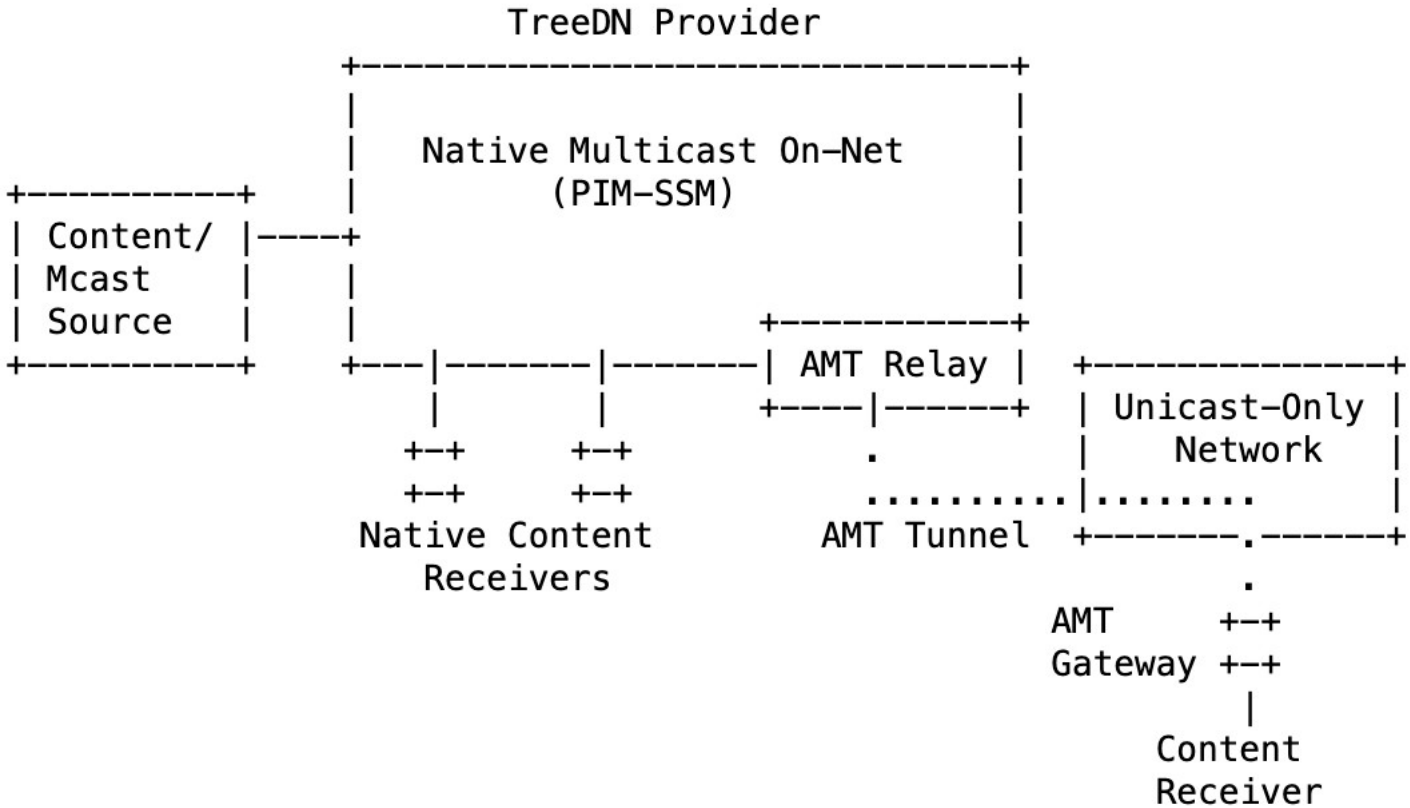 TreeDN Provider
Native Multicast On-Net
(PIM-SSM)
Content/
Mcast
Source
AMT Relay
Unicast-Only
Network
Native Content
Receivers
AMT Tunnel
AMT
Gateway
Content
Receiver